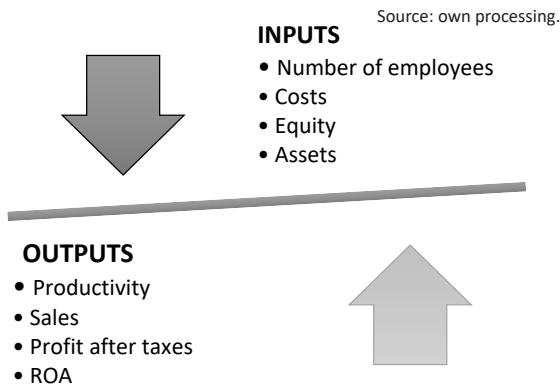 Source: own processing.
INPUTS
• Number of employees
• Costs
• Equity
• Assets
OUTPUTS
• Productivity
• Sales
• Profit after taxes
• ROA